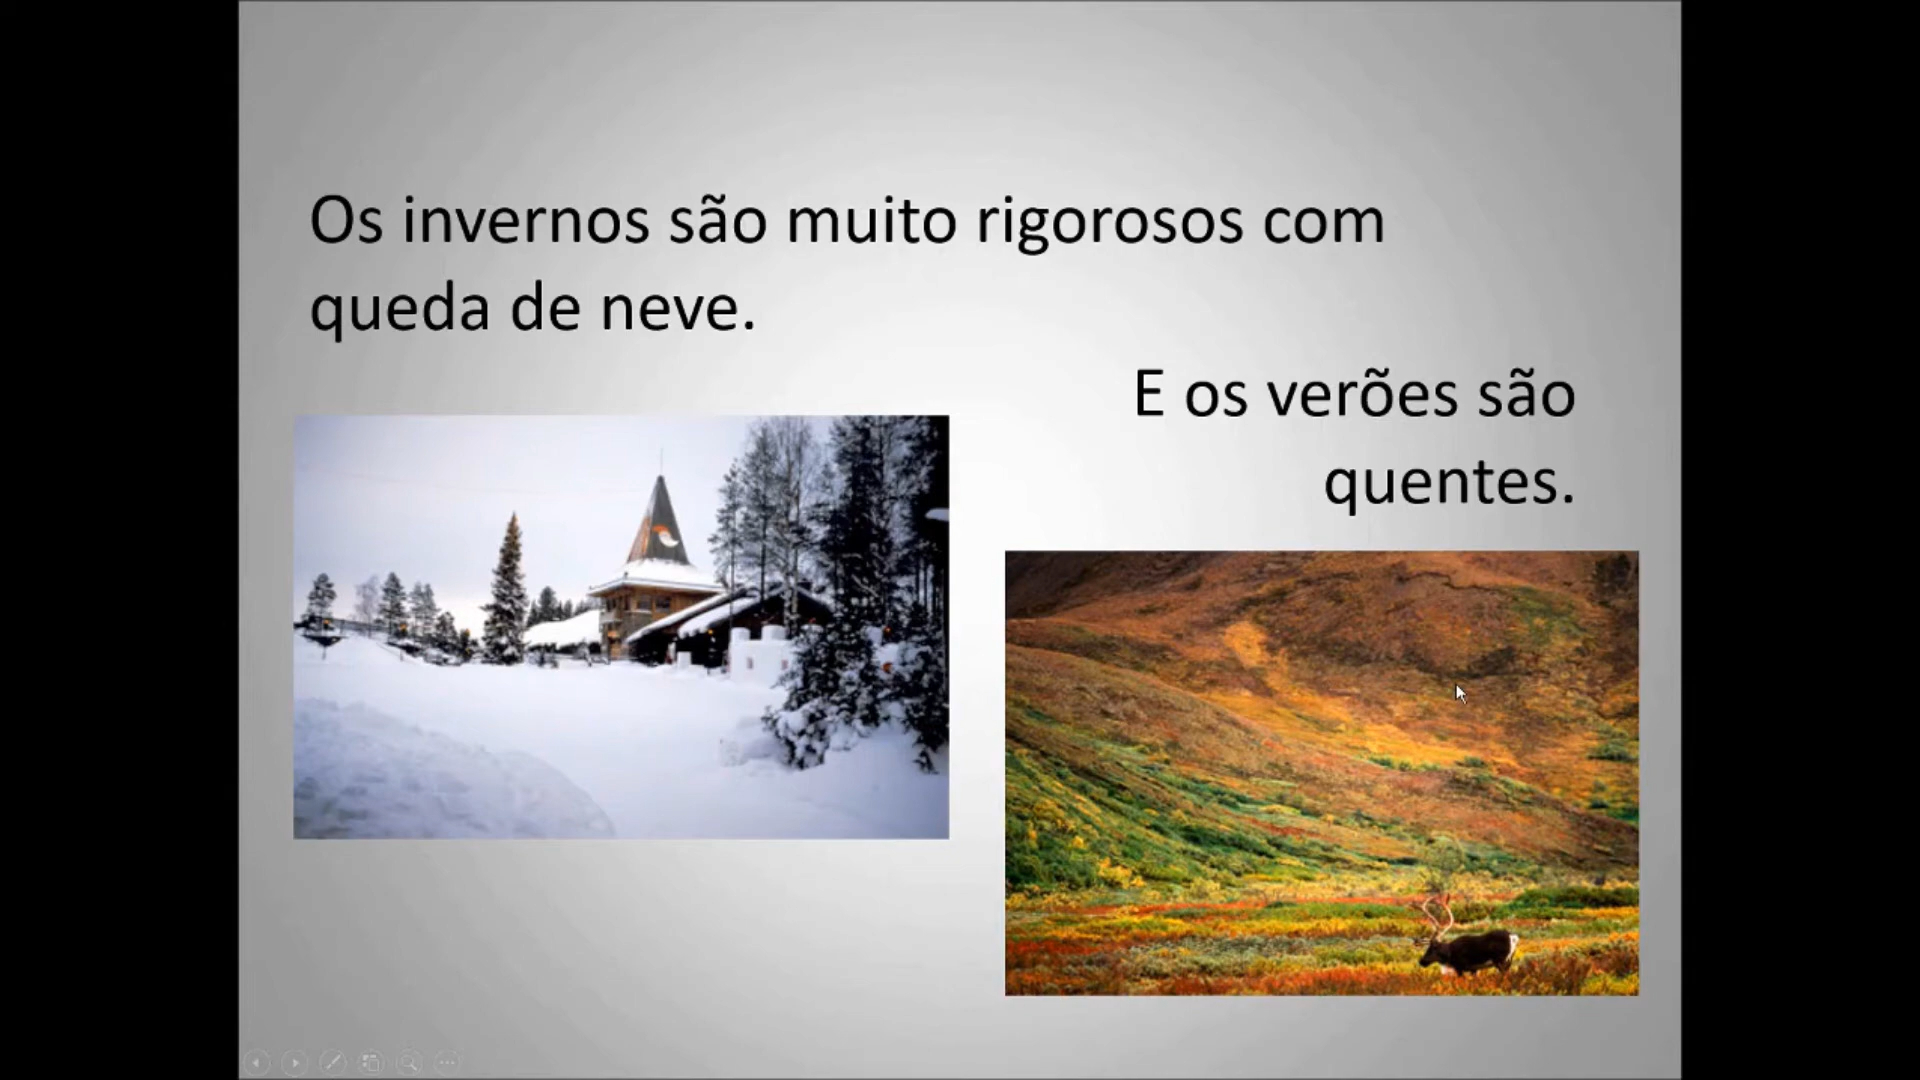 Os invernos são muito rigorosos com
queda de neve.
E os verões são
quentes.